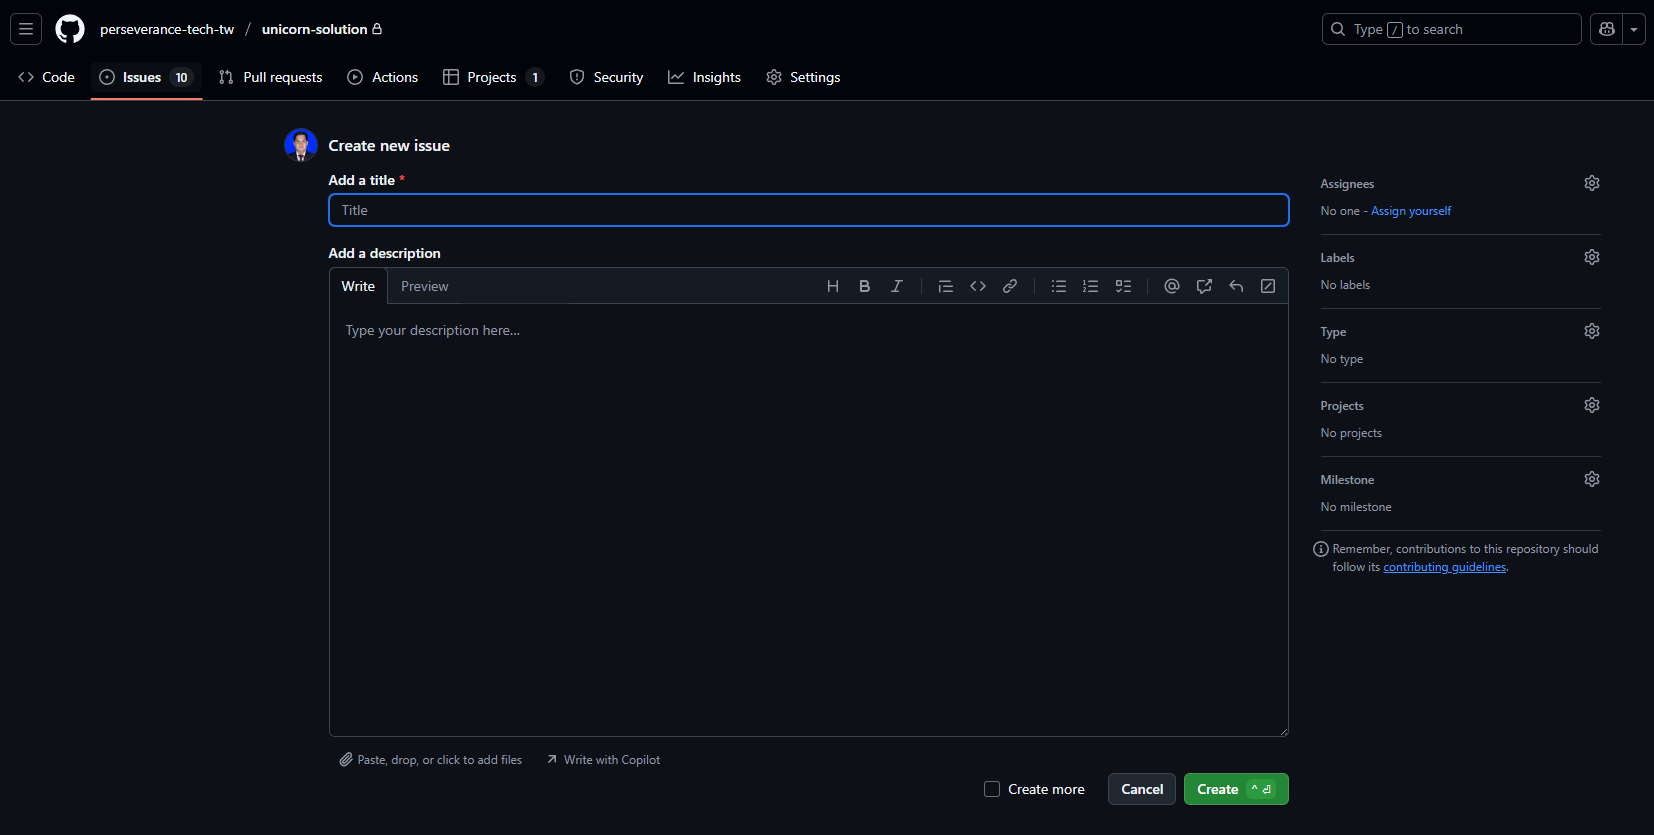 perseverance-tech-tw / unicorn-solution
Type / to search
Code
Issues 10
Pull requests
Actions
Projects 1
Security
Insights
Settings
Create new issue
Add a title *
Title
Add a description
Write
Preview
Type your description here...
Paste, drop, or click to add files
Write with Copilot
Create more
Cancel
Create ^ ⏎
Assignees
No one - Assign yourself
Labels
No labels
Type
No type
Projects
No projects
Milestone
No milestone
Remember, contributions to this repository should
follow its contributing guidelines.